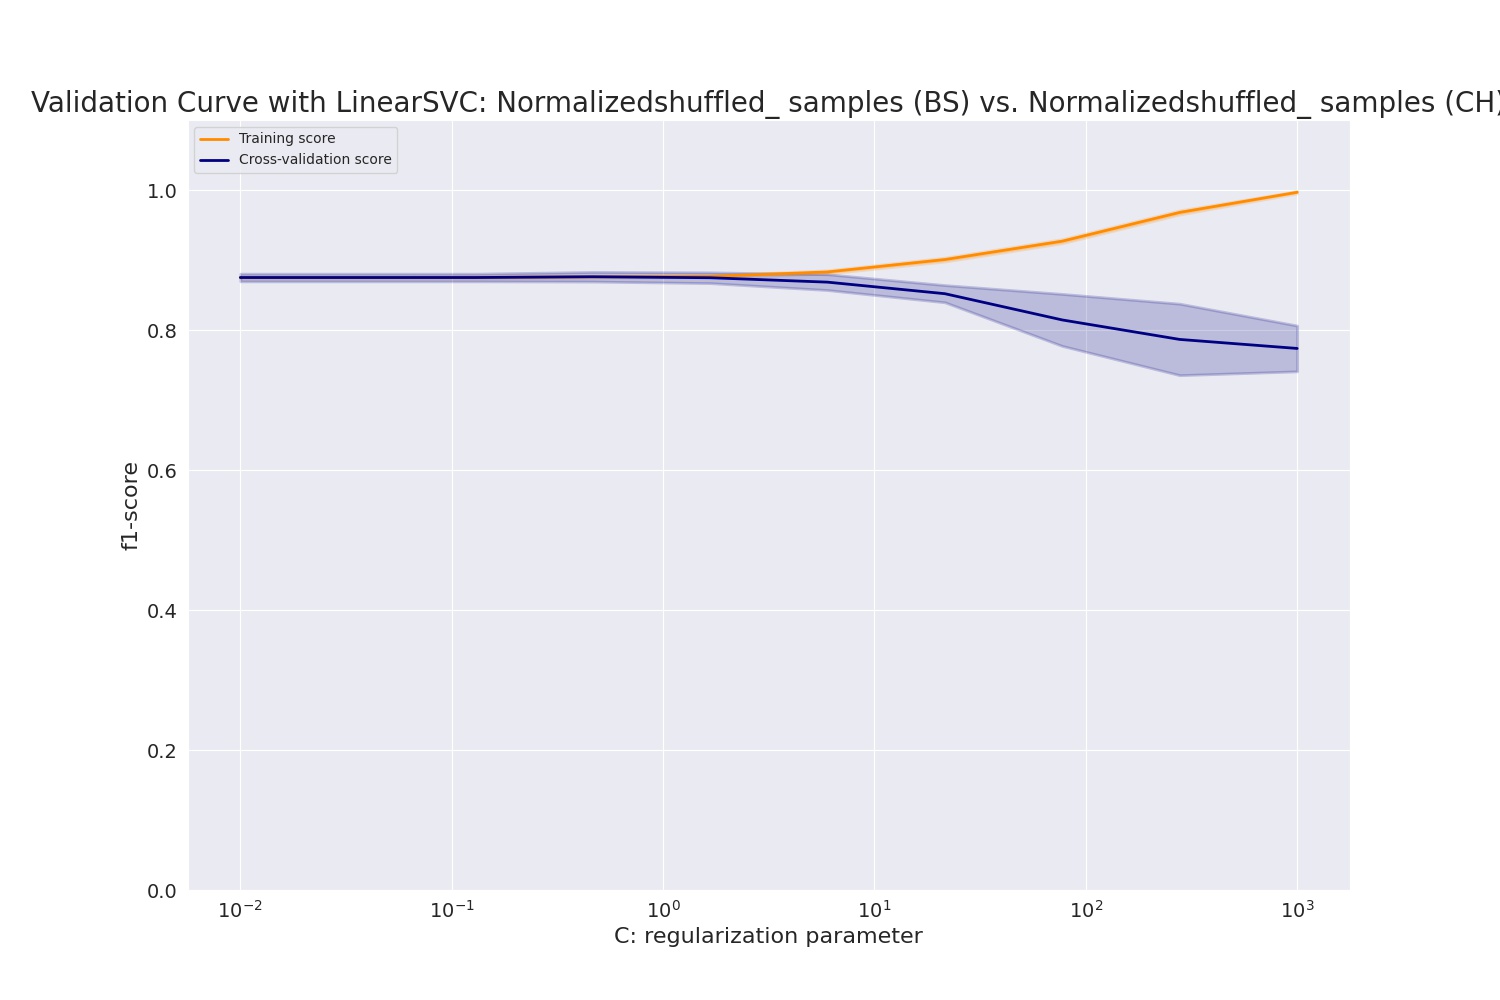 Validation Curve with LinearSVC: Normalizedshuffled_ samples (BS) vs. Normalizedshuffled_ samples (CH)
Training score
Cross-validation score
1.0
0.8
0.6
0.4
0.2
0.0
f1-score
10⁻² 10⁻¹ 10⁰ 10¹ 10² 10³
C: regularization parameter